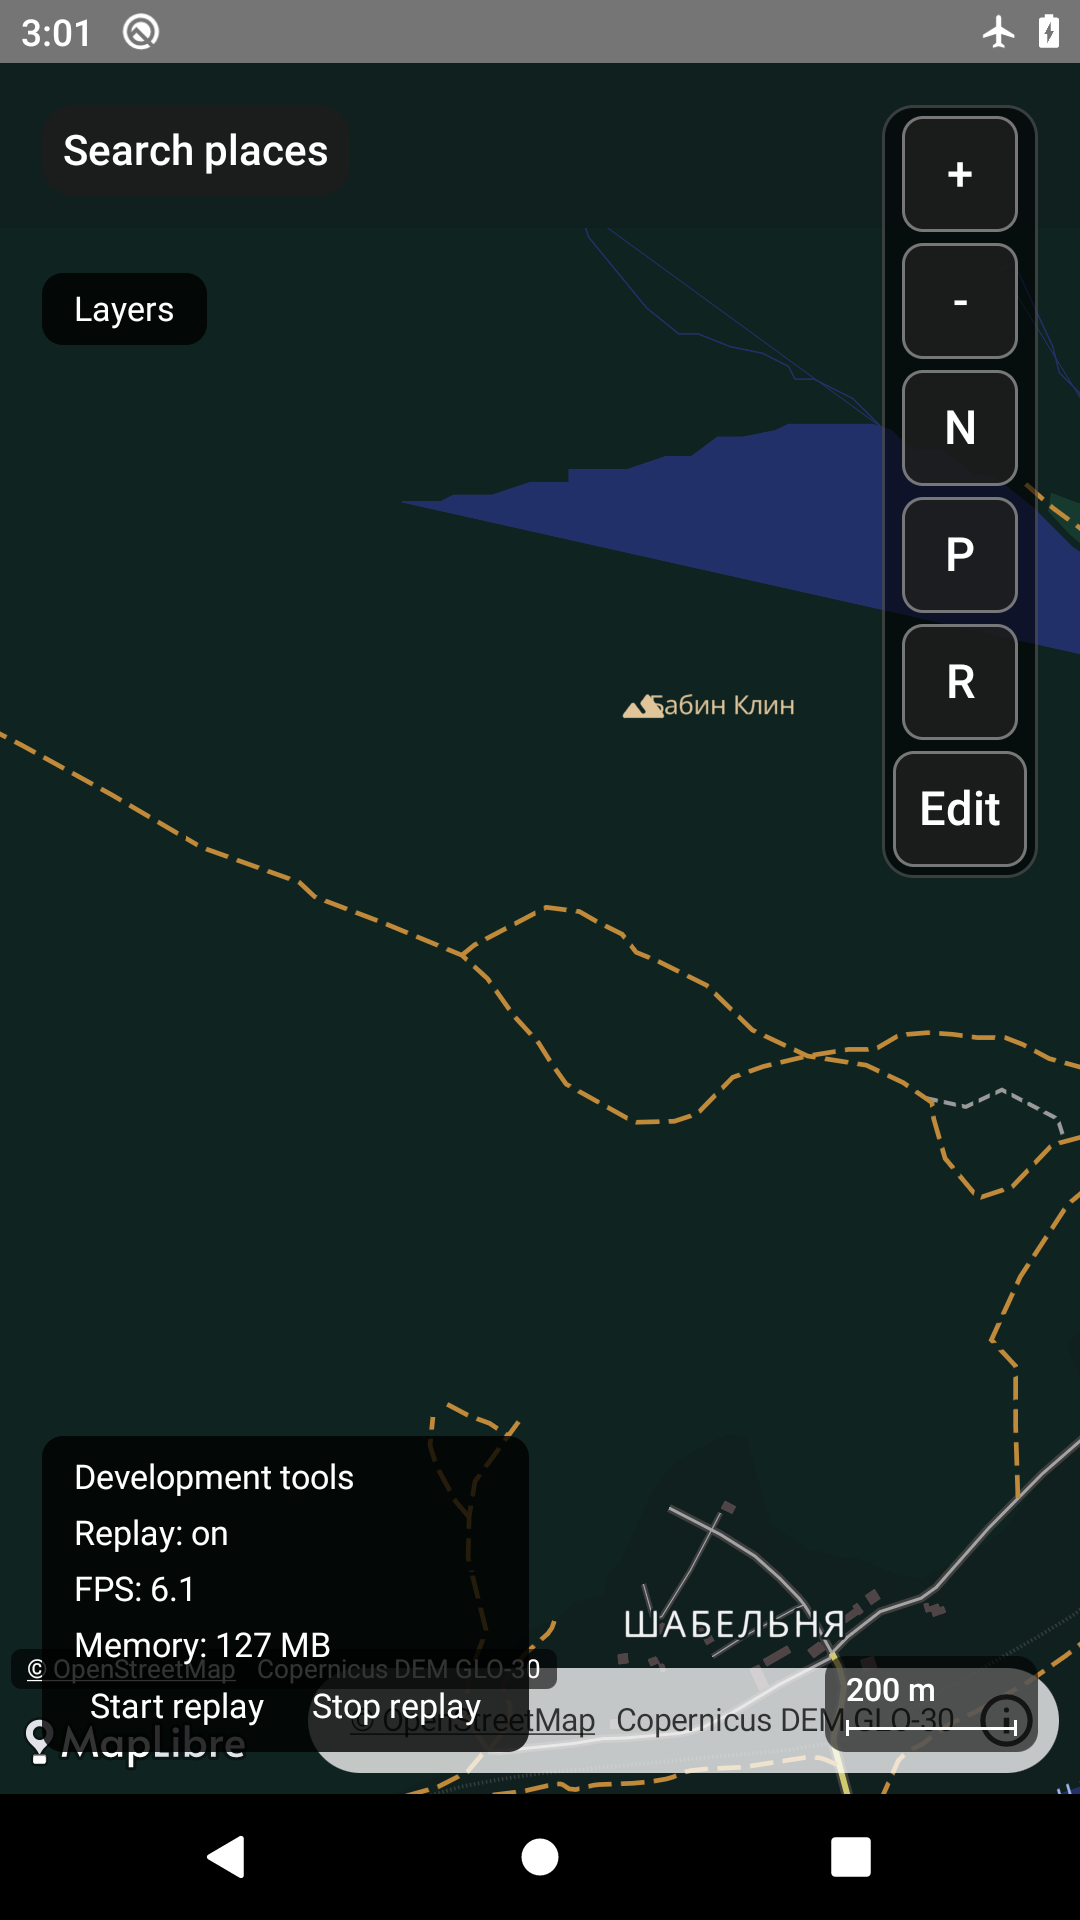 3:01
Search places
+
-
Layers
N
P
R
Бабин Клин
Edit
Development tools
Replay: on
FPS: 6.1
ШАБЕЛЬНЯ
Memory: 127 MB
© OpenStreetMap Copernicus DEM GLO-30
200 m
Start replay Stop replay
© OpenStreetMap Copernicus DEM GLO-30
MapLibre